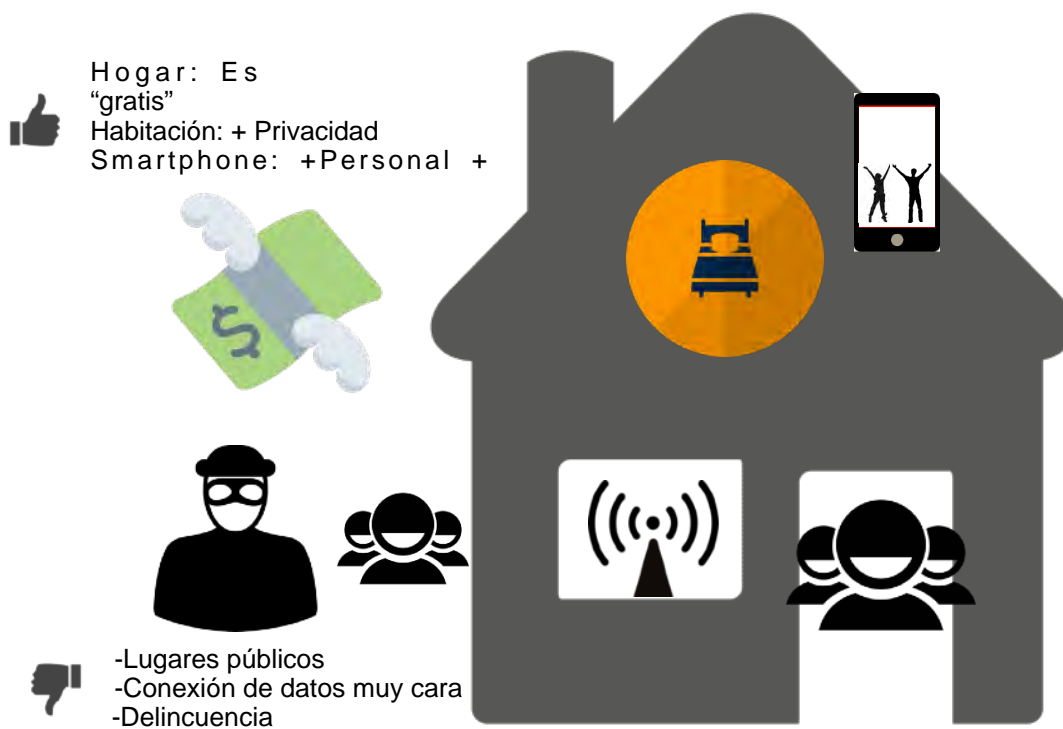 Hogar: Es
“gratis”
Habitación: + Privacidad
Smartphone: +Personal +
$
-Lugares públicos
-Conexión de datos muy cara
-Delincuencia